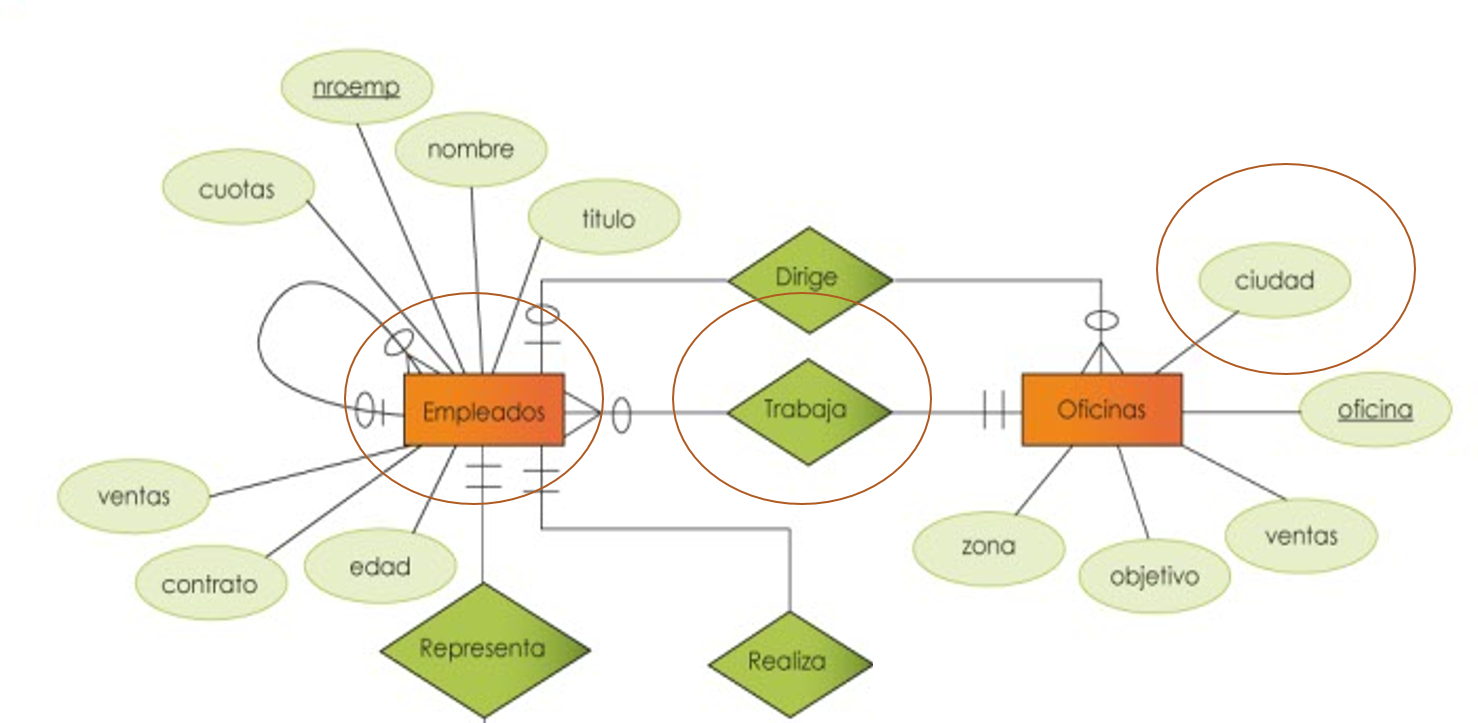 nroemp
nombre
cuotas
titulo
Dirige
ciudad
Empleados
Trabaja
Oficinas
oficina
ventas
contrato
edad
zona
objetivo
ventas
Representa
Realiza